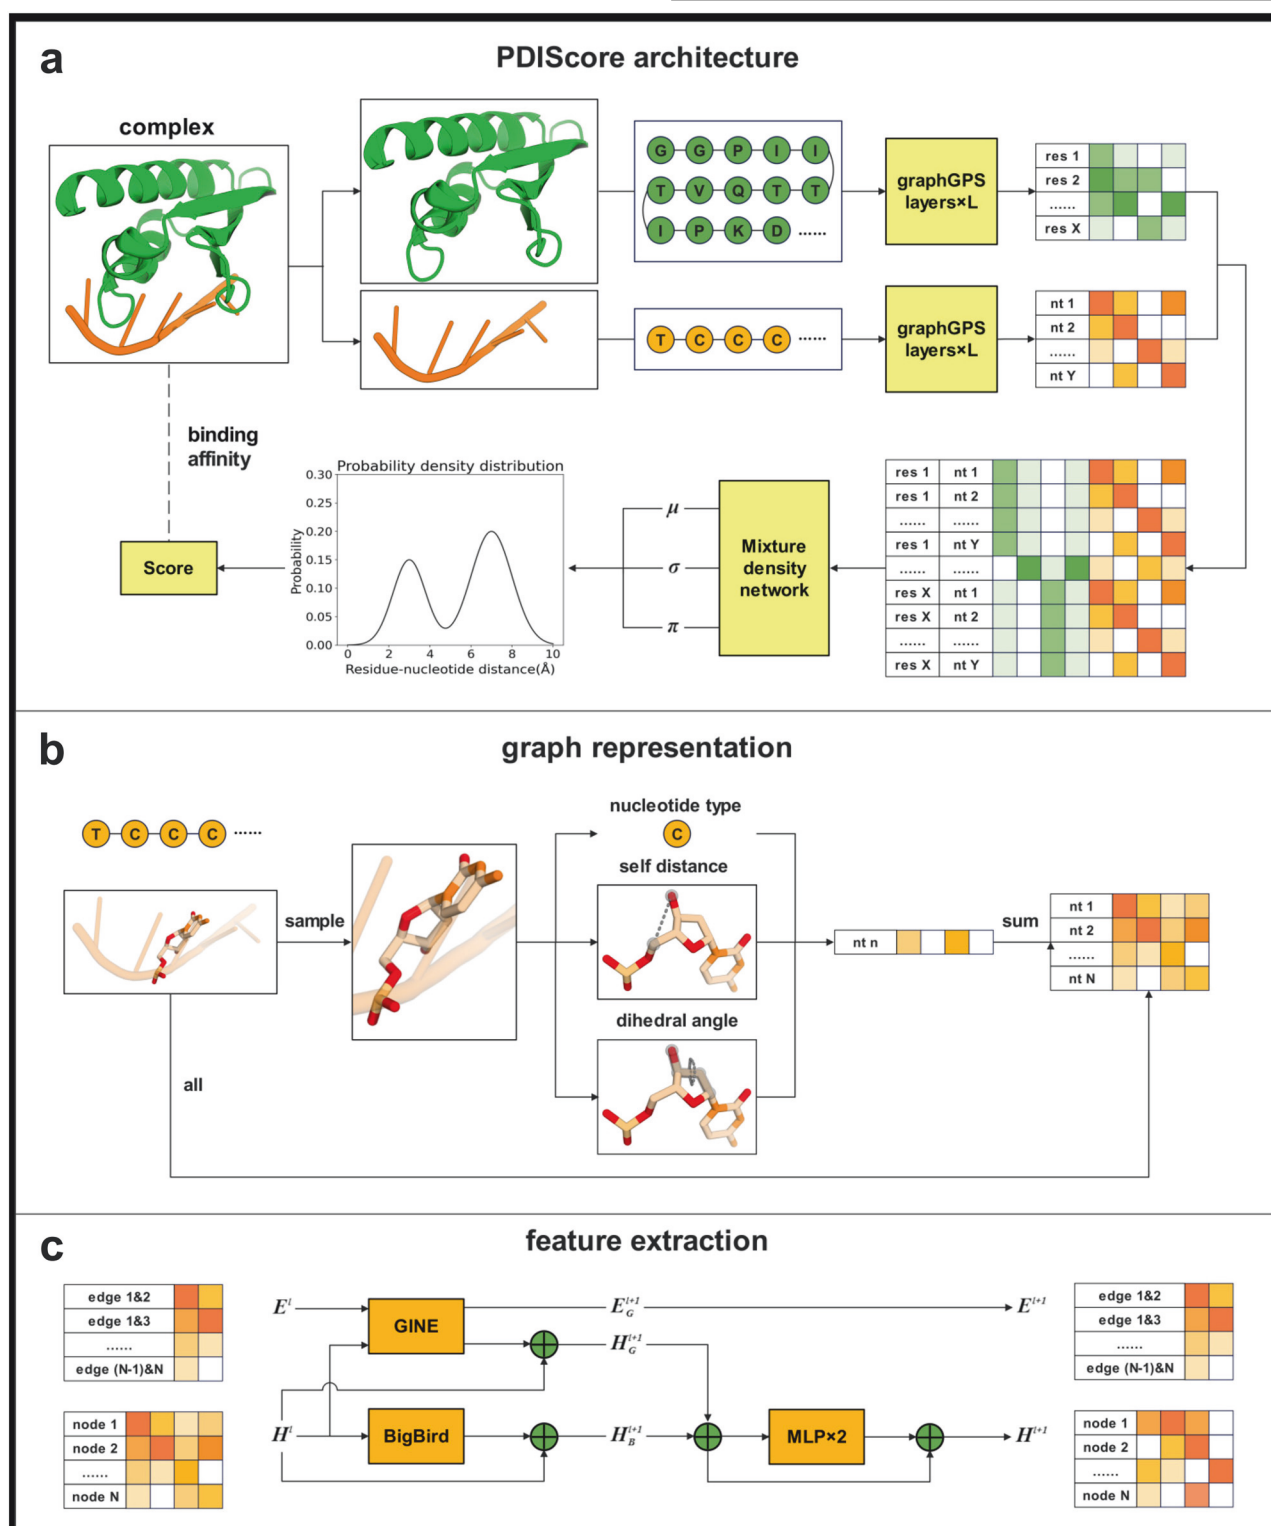 a
PDIScore architecture
complex
G G P I I
T V Q T T
I P K D ......
graphGPS
layers×L
res 1
res 2
......
res X
T C C C ......
graphGPS
layers×L
nt 1
nt 2
......
nt Y
binding
affinity
Score
Probability density distribution
0.30
0.25
0.20
0.15
0.10
0.05
0.00
Probability
0 2 4 6 8 10
Residue-nucleotide distance(Å)
μ
σ
π
Mixture
density
network
res 1 nt 1
res 1 nt 2
...... ......
res 1 nt Y
...... ......
res X nt 1
res X nt 2
...... ......
res X nt Y
b
graph representation
T C C C ......
sample
all
nucleotide type
C
self distance
dihedral angle
nt n
sum
nt 1
nt 2
......
nt N
c
feature extraction
edge 1&2
edge 1&3
......
edge (N-1)&N
node 1
node 2
......
node N
E^l
GINE
E_G^{l+1}
E^{l+1}
H_G^{l+1}
H^l
BigBird
H_B^{l+1}
MLP×2
H^{l+1}
edge 1&2
edge 1&3
......
edge (N-1)&N
node 1
node 2
......
node N